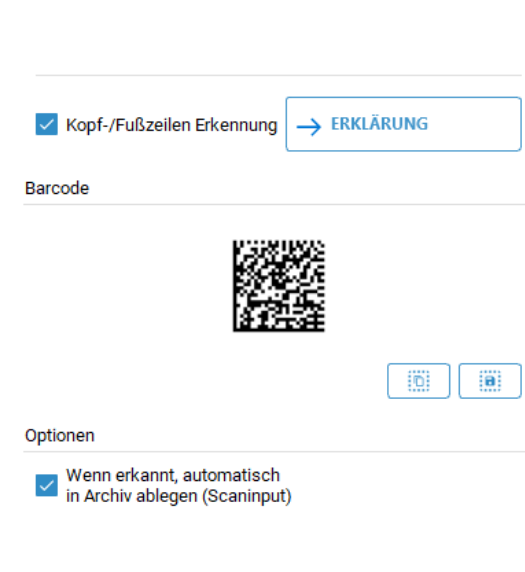 Kopf-/Fußzeilen Erkennung → ERKLÄRUNG
Barcode
Optionen
Wenn erkannt, automatisch
in Archiv ablegen (Scaninput)